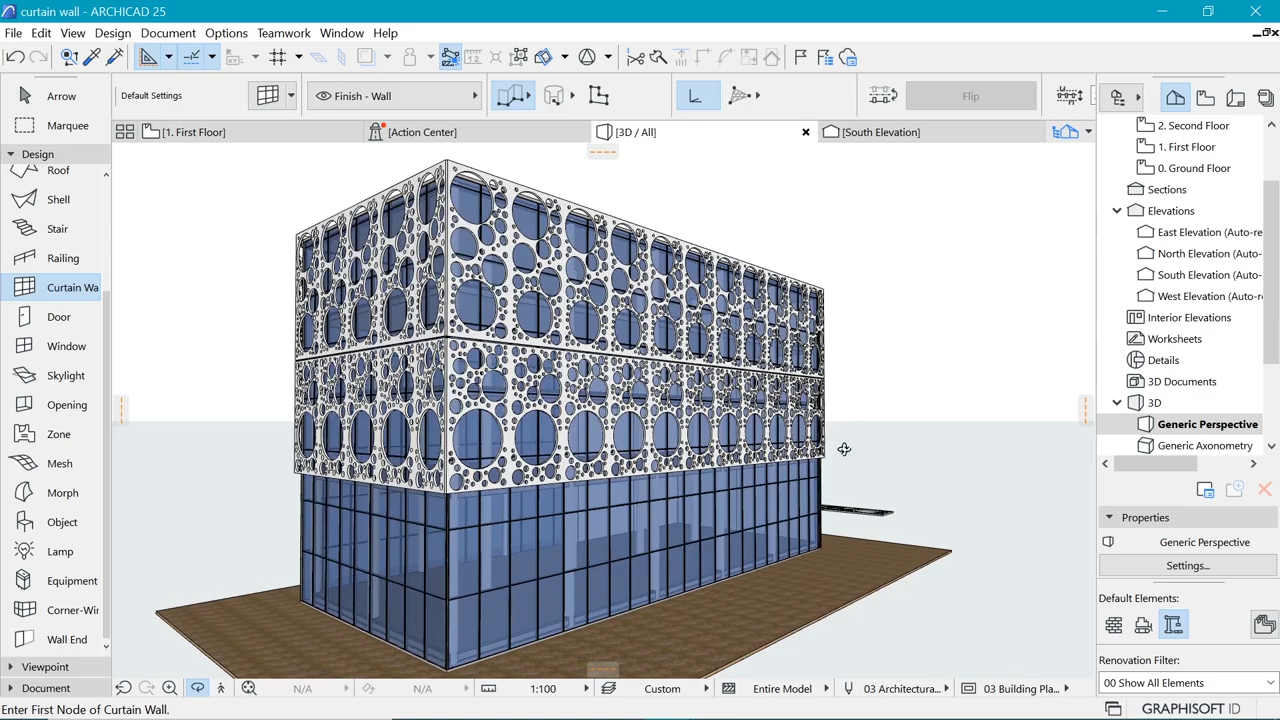 curtain wall - ARCHICAD 25
File Edit View Design Document Options Teamwork Window Help
Arrow
Marquee
Design
Roof
Shell
Stair
Railing
Curtain Wa
Door
Window
Skylight
Opening
Zone
Mesh
Morph
Object
Lamp
Equipment
Corner-Wir
Wall End
Viewpoint
Document
Default Settings
Finish - Wall
Flip
[1. First Floor]
[Action Center]
[3D / All]
[South Elevation]
2. Second Floor
1. First Floor
0. Ground Floor
Sections
Elevations
East Elevation (Auto-re
North Elevation (Auto-
South Elevation (Auto-
West Elevation (Auto-r
Interior Elevations
Worksheets
Details
3D Documents
3D
Generic Perspective
Generic Axonometry
Properties
Generic Perspective
Settings...
Default Elements:
Renovation Filter:
00 Show All Elements
N/A N/A 1:100 Custom Entire Model 03 Architectura... 03 Building Pla...
Enter First Node of Curtain Wall.
GRAPHISOFT ID